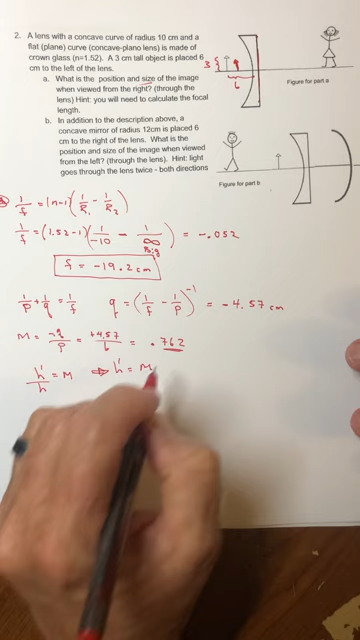 2. A lens with a concave curve of radius 10 cm and a
flat (plane) curve (concave-plano lens) is made of
crown glass (n=1.52). A 3 cm tall object is placed 6
cm to the left of the lens.
a. What is the position and size of the image
when viewed from the right? (through the
lens) Hint: you will need to calculate the focal
length.
b. In addition to the description above, a
concave mirror of radius 12cm is placed 6
cm to the right of the lens. What is the
position and size of the image when viewed
from the left? (through the lens). Hint: light
goes through the lens twice - both directions
3
6
Figure for part a
Figure for part b
a 1/f = (n-1)(1/R1 - 1/R2)
1/f = (1.52-1)(1/-10 - 1/∞) = -.052
Big
f = -19.2cm
1/p + 1/q = 1/f q = (1/f - 1/p)^-1 = -4.57 cm
M = -q/p = +4.57/6 = .762
h'/h = M ⇒ h' = M